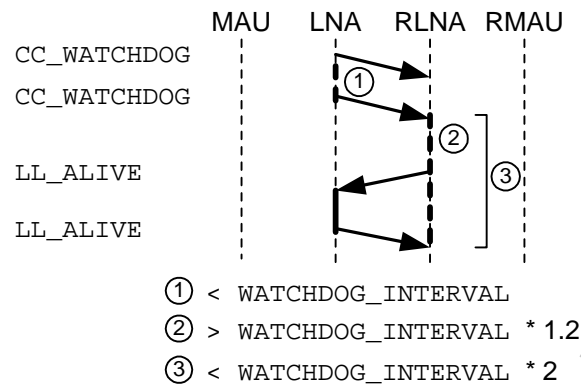 MAU LNA RLNA RMAU
CC_WATCHDOG
1
CC_WATCHDOG
2
LL_ALIVE
3
LL_ALIVE
1 < WATCHDOG_INTERVAL
2 > WATCHDOG_INTERVAL * 1.2
3 < WATCHDOG_INTERVAL * 2